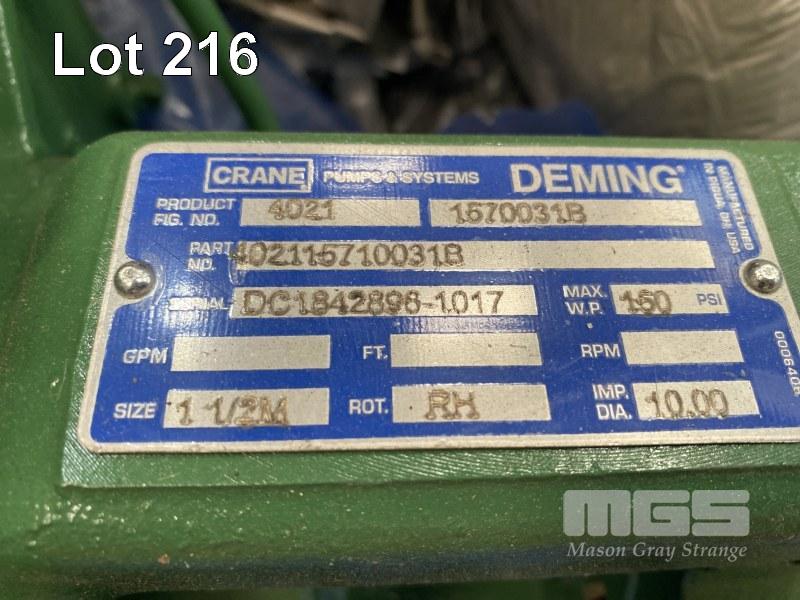 Lot 216
CRANE PUMPS & SYSTEMS DEMING®
MANUFACTURED IN PIQUA, OH, USA
PRODUCT FIG. NO. 4021 1570031B
PART NO. 402115710031B
SERIAL DC1842898-1017 MAX. W.P. 150 PSI
GPM FT. RPM
SIZE 1 1/2M ROT. RH IMP. DIA. 10.00
MGS
Mason Gray Strange